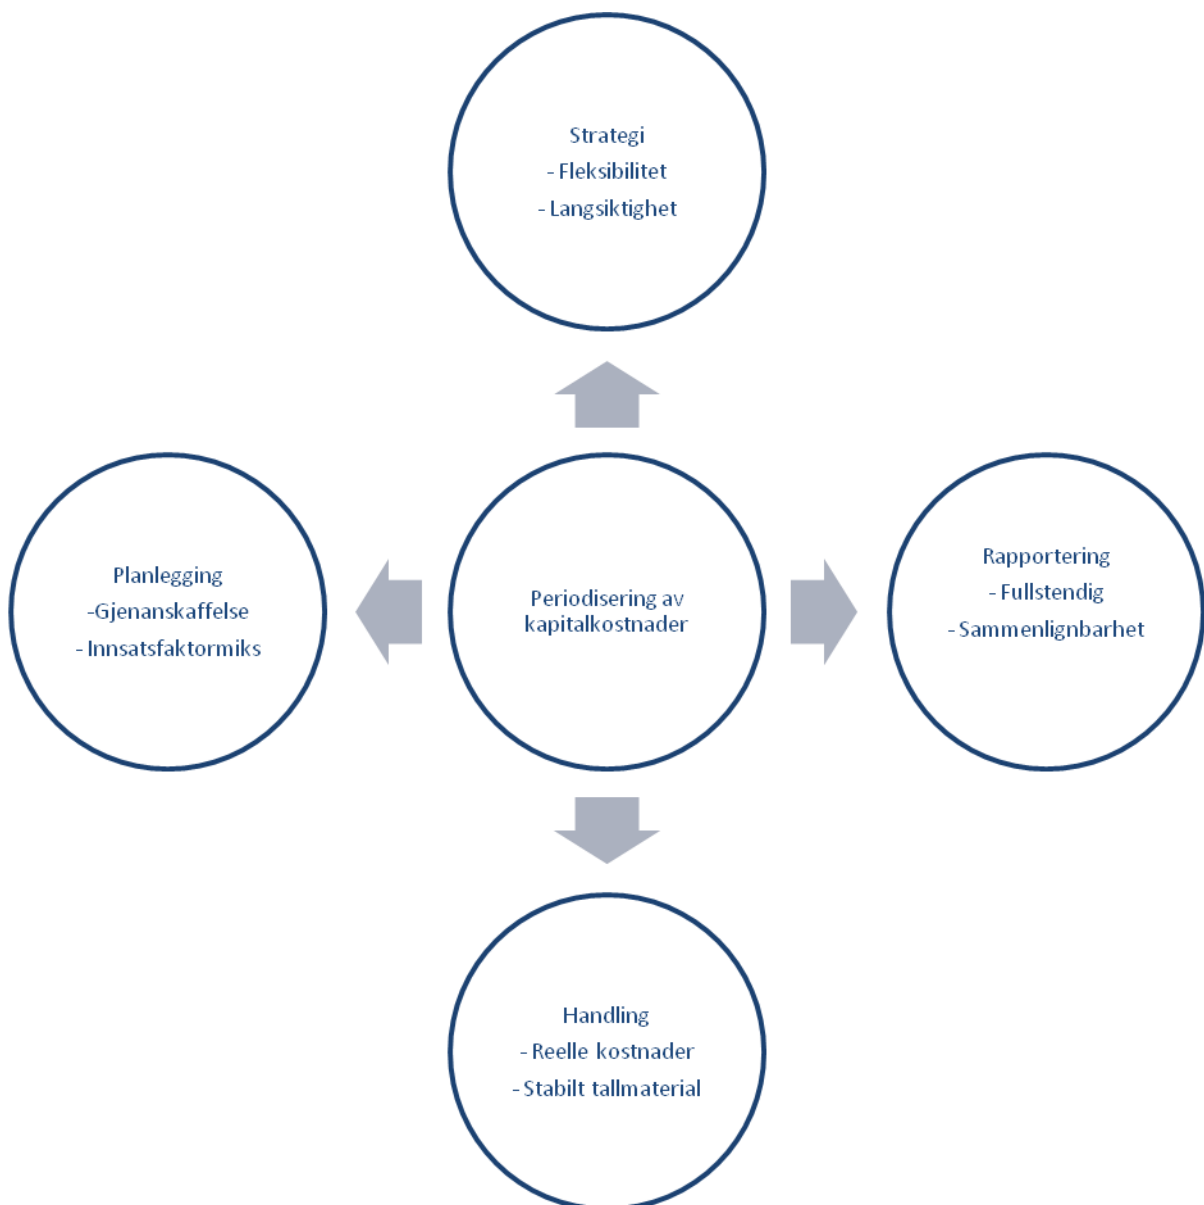 Strategi
- Fleksibilitet
- Langsiktighet
Planlegging
-Gjenanskaffelse
- Innsatsfaktormiks
Periodisering av
kapitalkostnader
Rapportering
- Fullstendig
- Sammenlignbarhet
Handling
- Reelle kostnader
- Stabilt tallmaterial